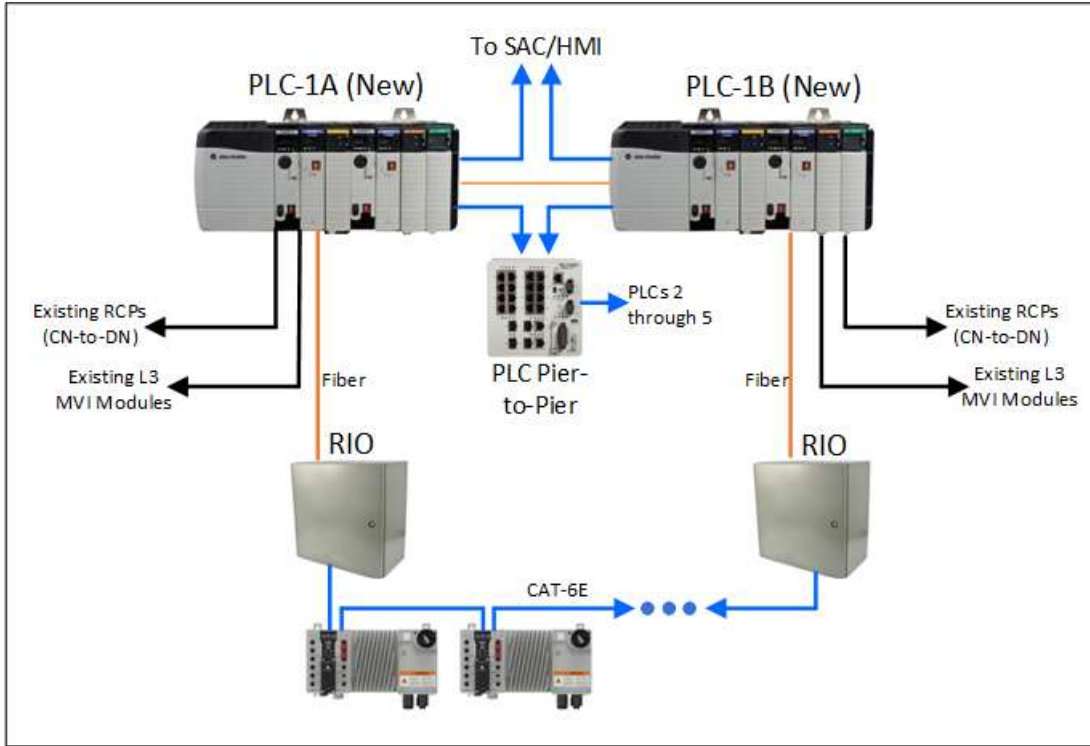 To SAC/HMI
PLC-1A (New)
PLC-1B (New)
PLCs 2
through 5
Existing RCPs
(CN-to-DN)
Existing RCPs
(CN-to-DN)
Existing L3
MVI Modules
Fiber
PLC Pier-
to-Pier
Fiber
Existing L3
MVI Modules
RIO
RIO
CAT-6E